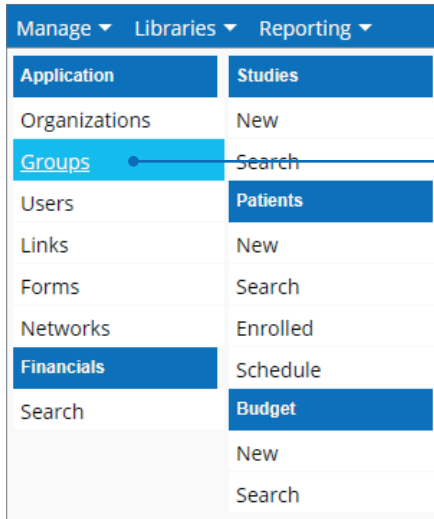 Manage Libraries Reporting
Application
Organizations
Groups
Users
Links
Forms
Networks
Financials
Search
Studies
New
Search
Patients
New
Search
Enrolled
Schedule
Budget
New
Search